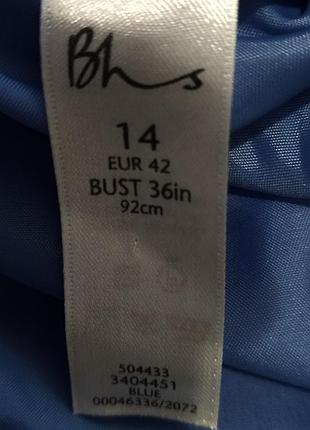 Bhs
14
EUR 42
BUST 36in
92cm
504433
3404451
BLUE
00046336/2072